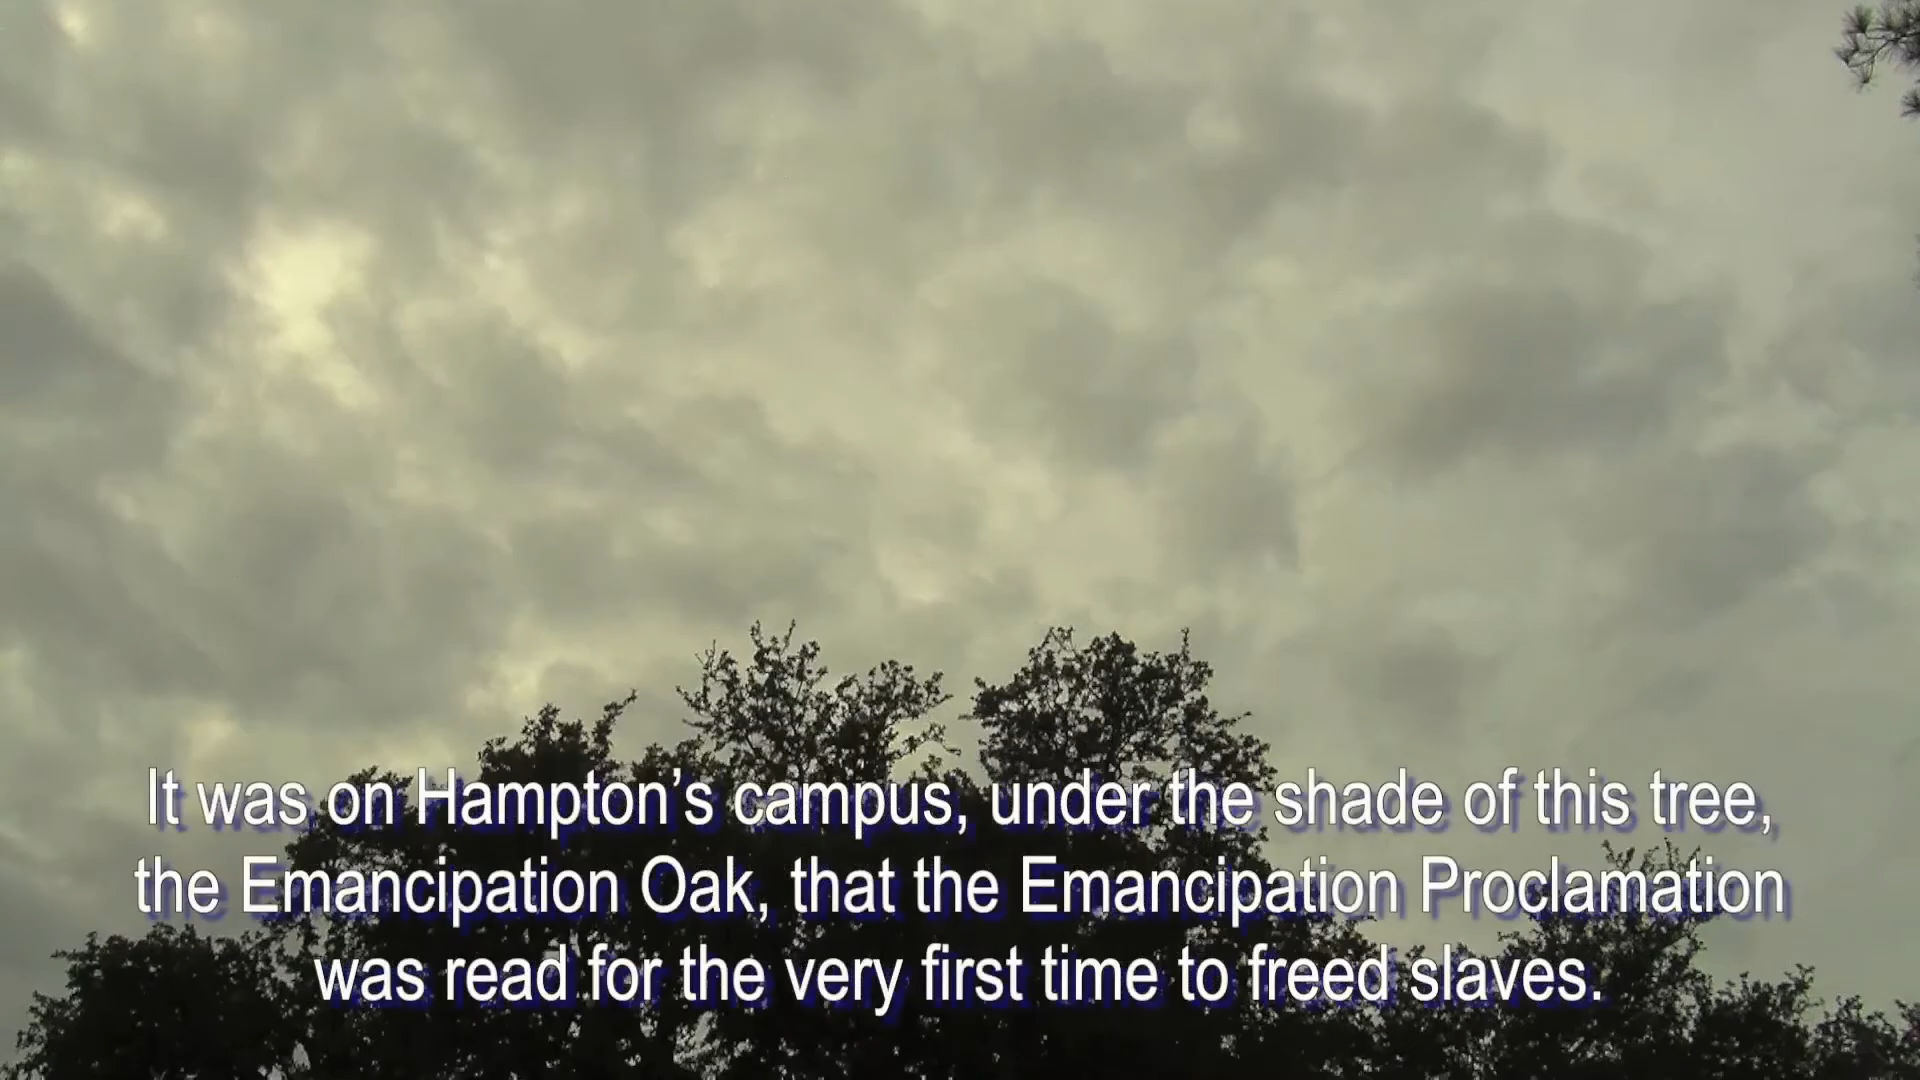 It was on Hampton’s campus, under the shade of this tree,
the Emancipation Oak, that the Emancipation Proclamation
was read for the very first time to freed slaves.